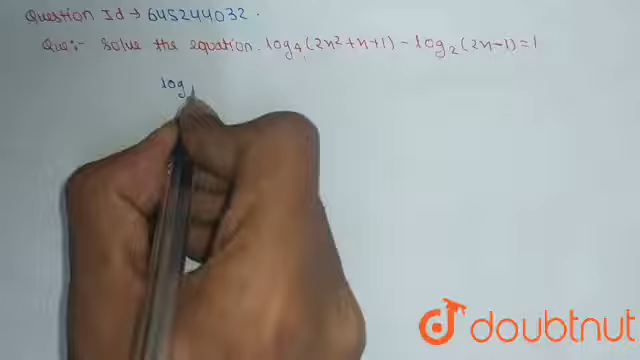 Question Id → 645244032.
Que:- Solve the equation. log₄(2x²+x+1) - log₂(2x-1) = 1
log
doubtnut